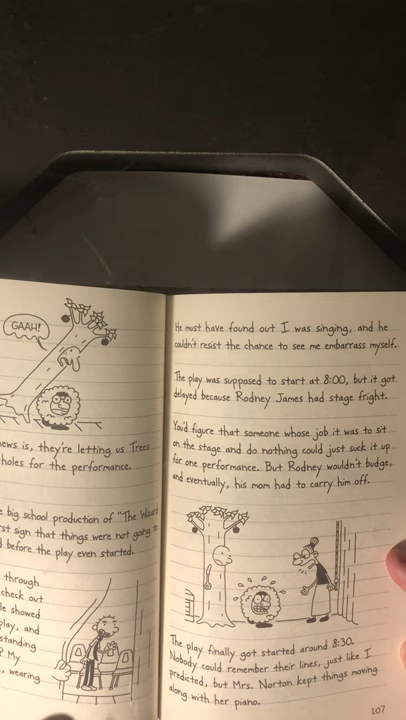 GAAH!
news is, they're letting us Trees
holes for the performance.
big school production of "The Wizard
st sign that things were not going to
before the play even started.
through
check out
showed
play, and
standing
? My
, wearing
He must have found out I was singing, and he
couldn't resist the chance to see me embarrass myself.
The play was supposed to start at 8:00, but it got
delayed because Rodney James had stage fright.
You'd figure that someone whose job it was to sit
on the stage and do nothing could just suck it up
for one performance. But Rodney wouldn't budge,
and eventually, his mom had to carry him off.
The play finally got started around 8:30.
Nobody could remember their lines, just like I
predicted, but Mrs. Norton kept things moving
along with her piano.
107